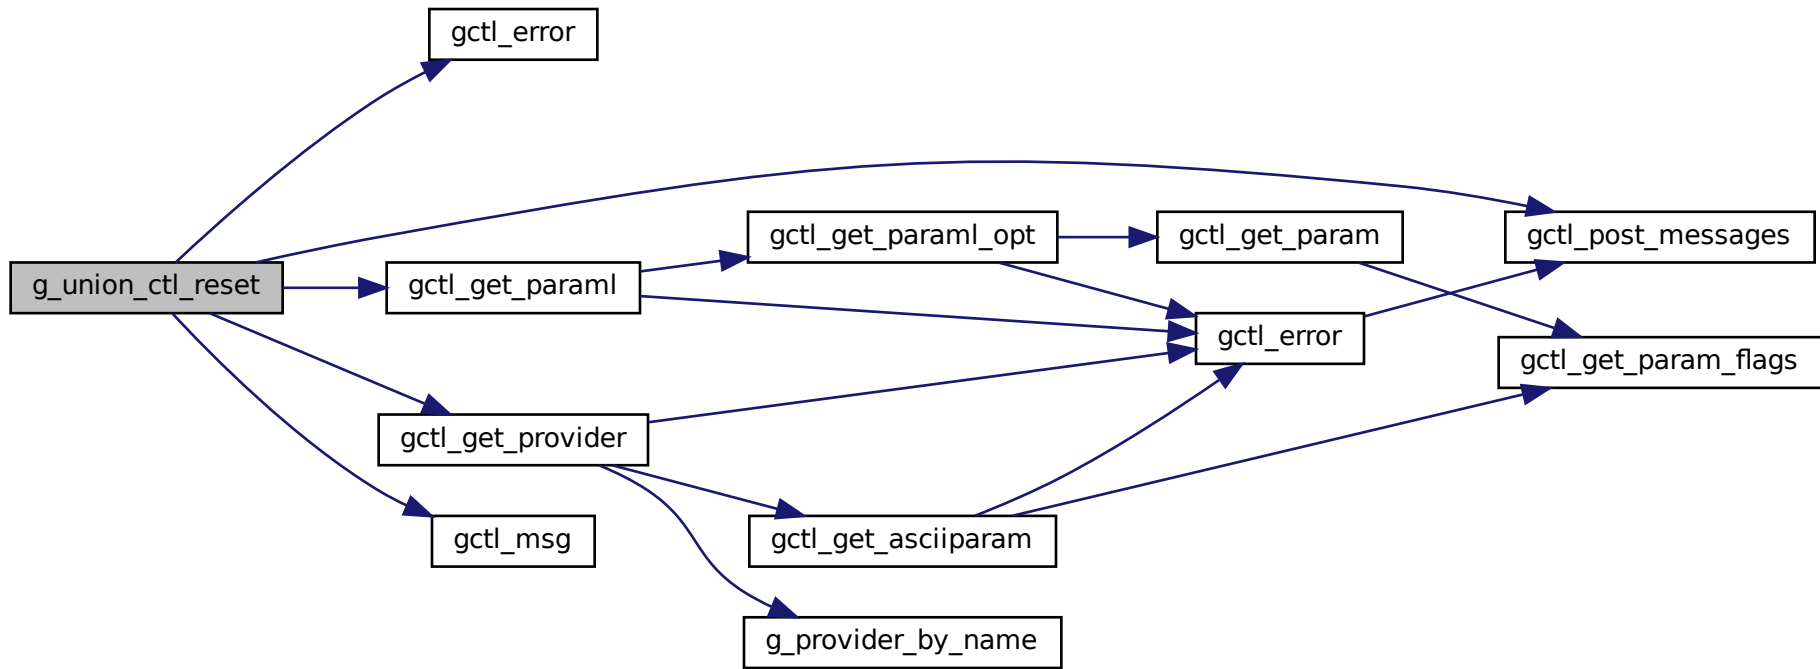 gctl_error
gctl_get_paraml_opt
gctl_get_param
gctl_post_messages
g_union_ctl_reset
gctl_get_paraml
gctl_error
gctl_get_param_flags
gctl_get_provider
gctl_msg
gctl_get_asciiparam
g_provider_by_name